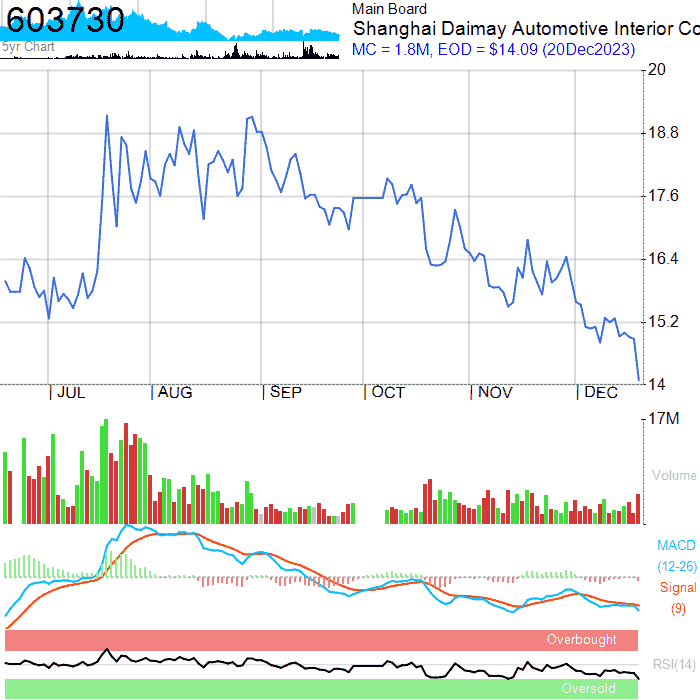 603730
5yr Chart
Main Board
Shanghai Daimay Automotive Interior Co
MC = 1.8M, EOD = $14.09 (20Dec2023)
20
18.8
17.6
16.4
15.2
14
JUL AUG SEP OCT NOV DEC
17M
Volume
MACD
(12-26)
Signal
(9)
Overbought
RSI(14)
Oversold